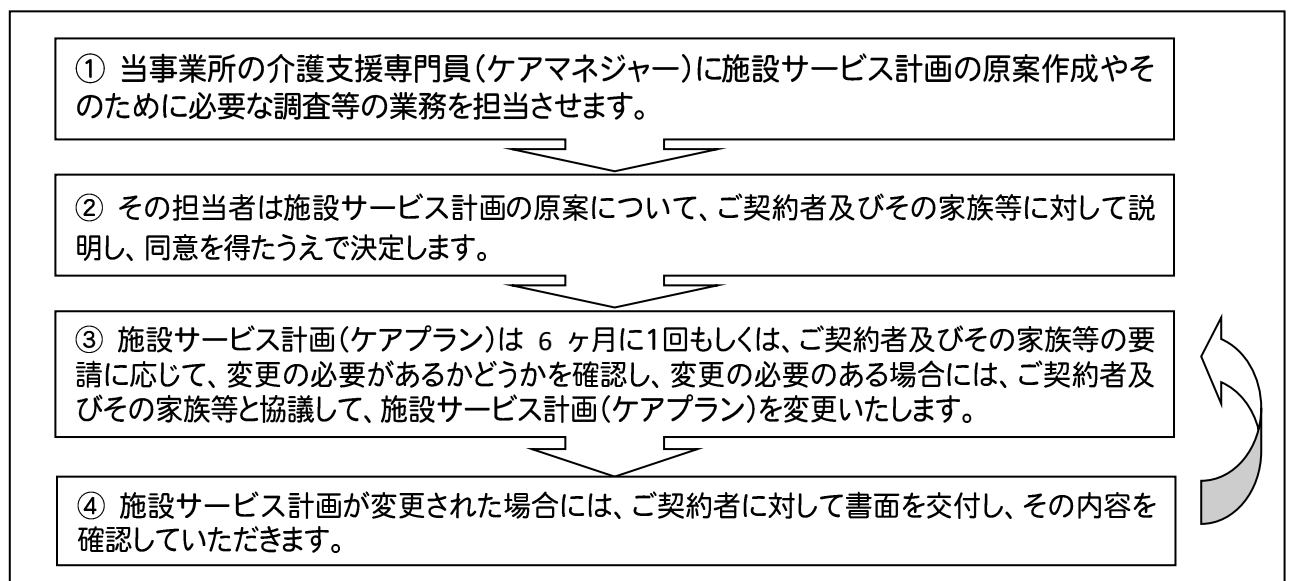 ① 当事業所の介護支援専門員(ケアマネジャー)に施設サービス計画の原案作成やそ
のために必要な調査等の業務を担当させます。
② その担当者は施設サービス計画の原案について、ご契約者及びその家族等に対して説
明し、同意を得たうえで決定します。
③ 施設サービス計画(ケアプラン)は 6 ヶ月に1回もしくは、ご契約者及びその家族等の要
請に応じて、変更の必要があるかどうかを確認し、変更の必要のある場合には、ご契約者及
びその家族等と協議して、施設サービス計画(ケアプラン)を変更いたします。
④ 施設サービス計画が変更された場合には、ご契約者に対して書面を交付し、その内容を
確認していただきます。